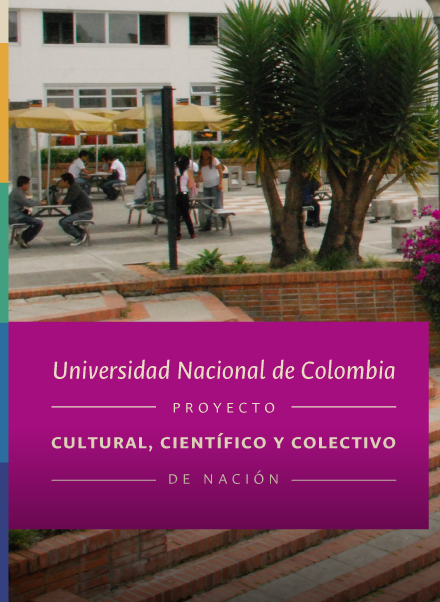 Universidad Nacional de Colombia
PROYECTO
CULTURAL, CIENTÍFICO Y COLECTIVO
DE NACIÓN